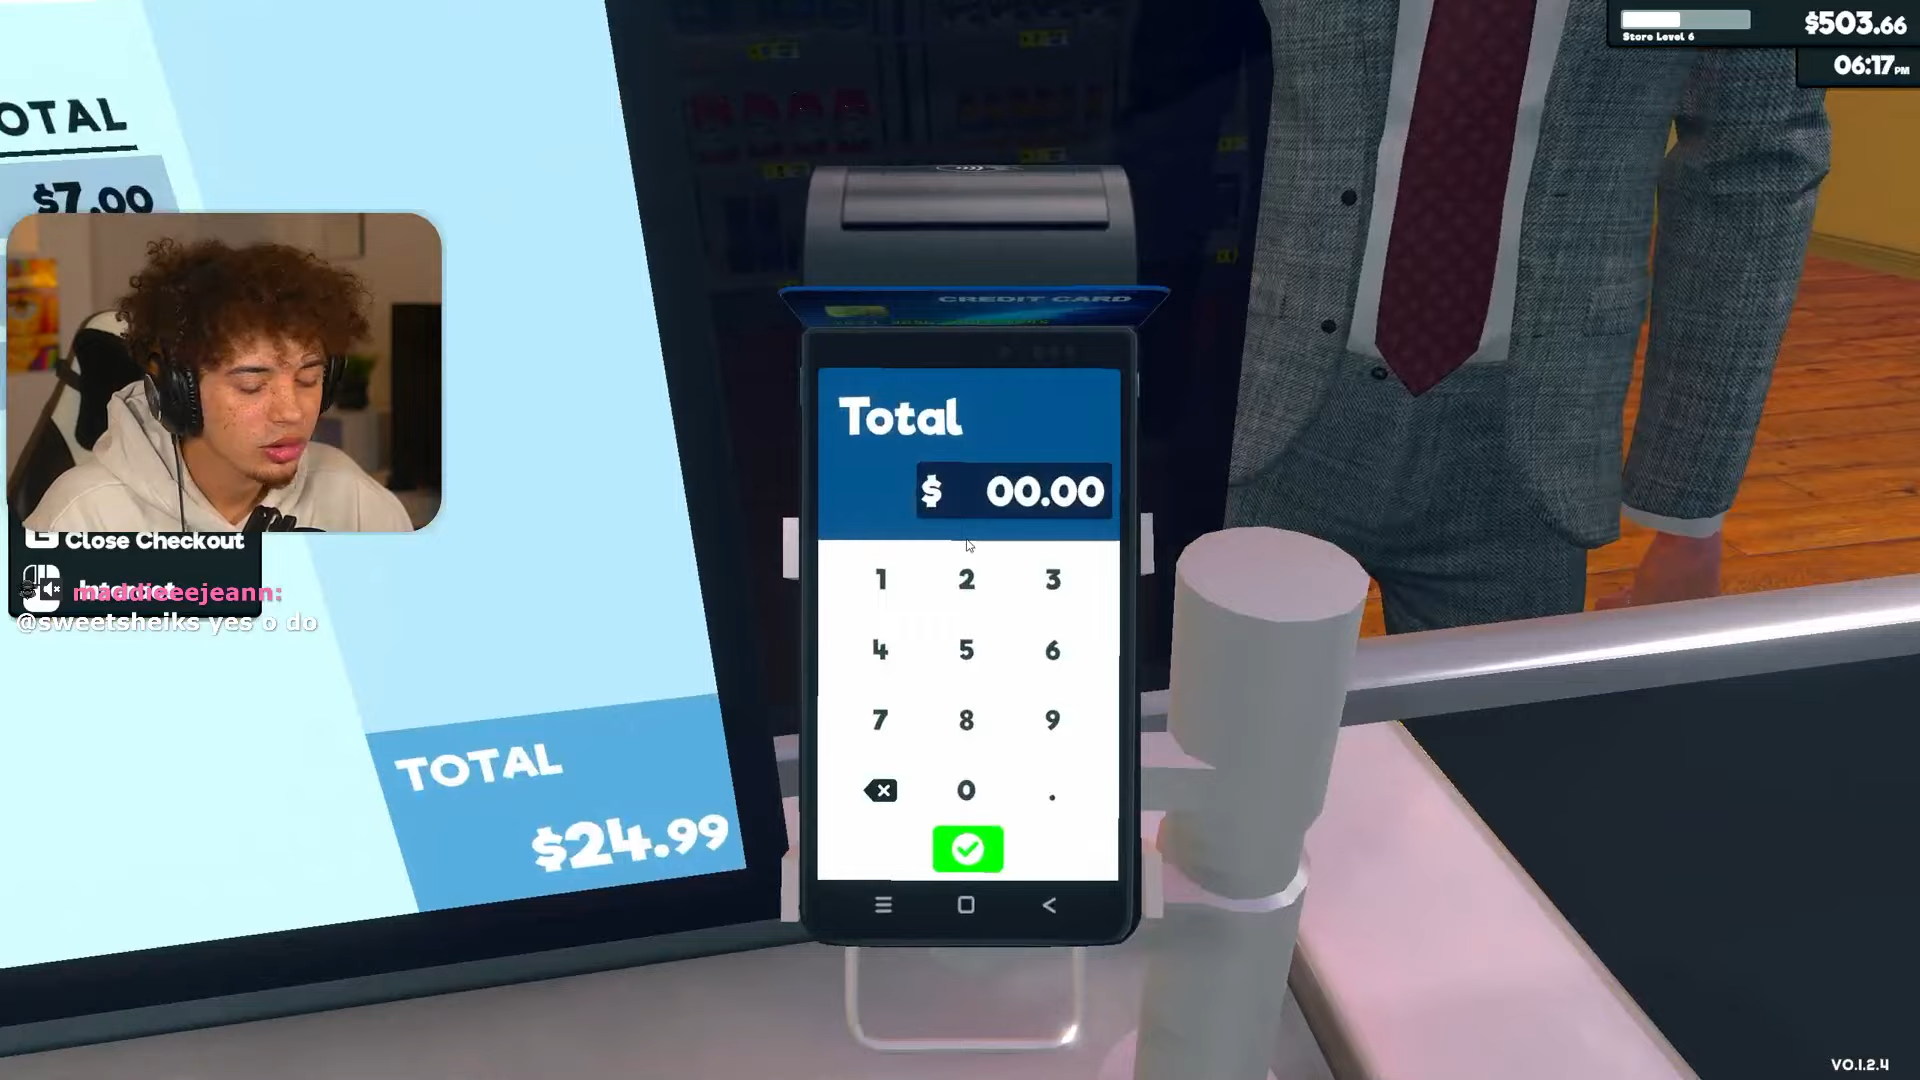 $503.66
Store Level 6
06:17PM
OTAL
$7.00
CREDIT CARD
Total
$ 00.00
1 2 3
4 5 6
7 8 9
0 .
Close Checkout
maddieeejeann:
@sweetsheiks yes o do
TOTAL
$24.99
V0.1.2.4